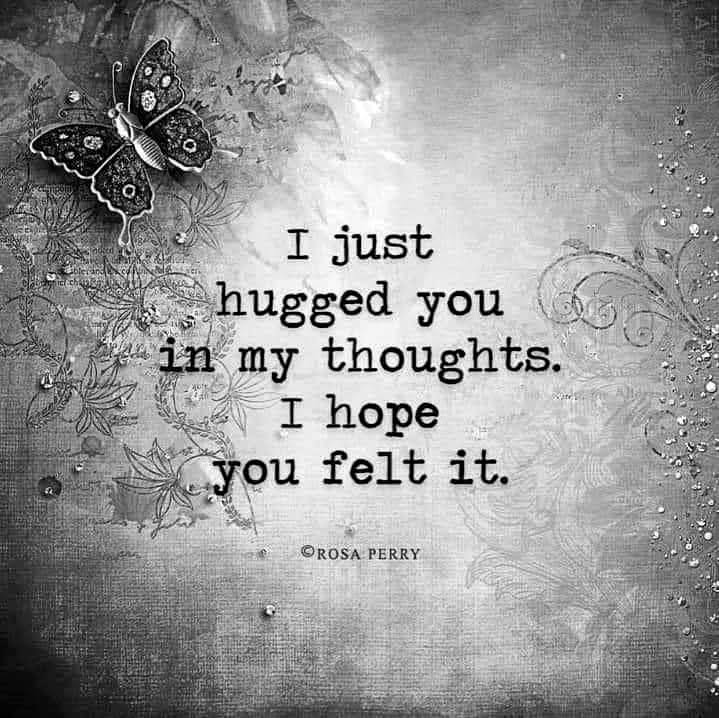 I just
hugged you
in my thoughts.
I hope
you felt it.
©ROSA PERRY